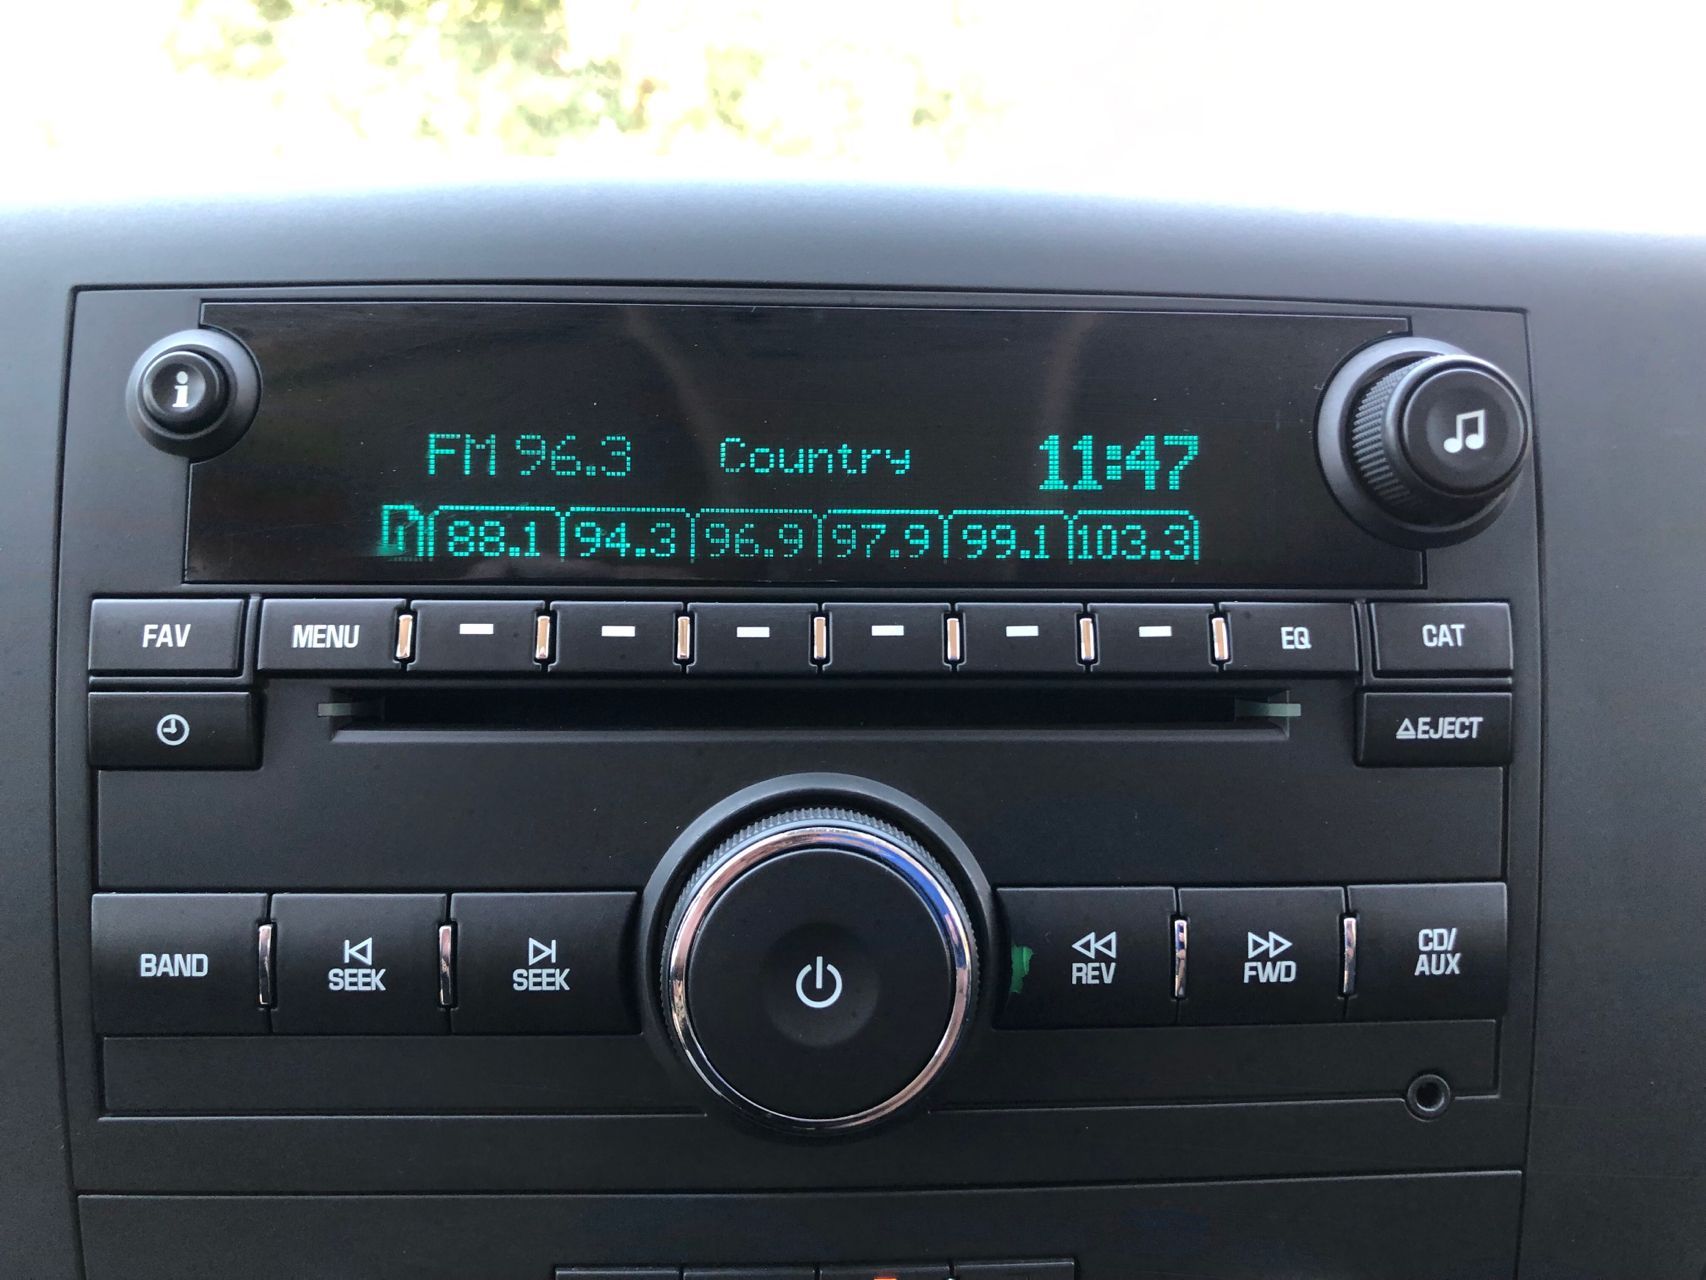 FM 96.3 Country 11:47
1 88.1 94.3 96.9 97.9 99.1 103.3
FAV MENU EQ CAT
EJECT
BAND SEEK SEEK REV FWD CD/
AUX